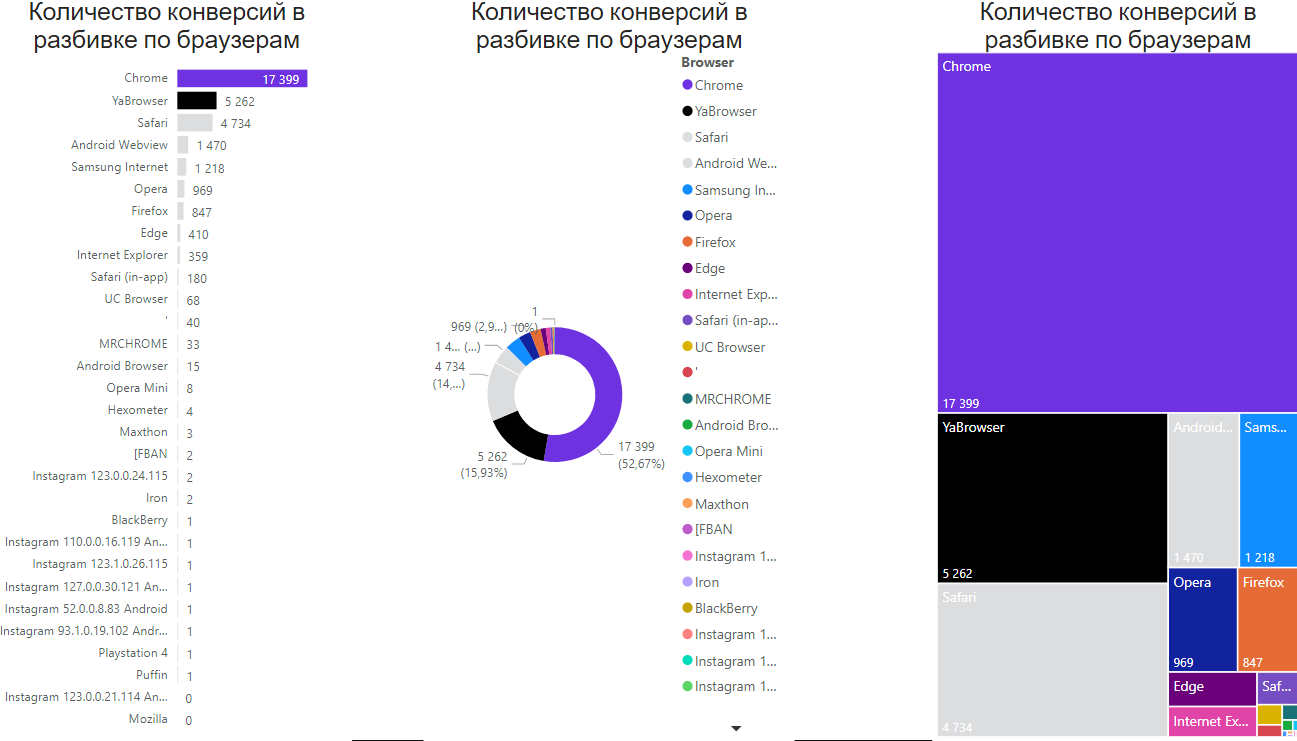 Количество конверсий в
разбивке по браузерам
Chrome 17 399
YaBrowser 5 262
Safari 4 734
Android Webview 1 470
Samsung Internet 1 218
Opera 969
Firefox 847
Edge 410
Internet Explorer 359
Safari (in-app) 180
UC Browser 68
' 40
MRCHROME 33
Android Browser 15
Opera Mini 8
Hexometer 4
Maxthon 3
[FBAN 2
Instagram 123.0.0.24.115 2
Iron 2
BlackBerry 1
Instagram 110.0.0.16.119 An... 1
Instagram 123.1.0.26.115 1
Instagram 127.0.0.30.121 An... 1
Instagram 52.0.0.8.83 Android 1
Instagram 93.1.0.19.102 Andr... 1
Playstation 4 1
Puffin 1
Instagram 123.0.0.21.114 An... 0
Mozilla 0
Количество конверсий в
разбивке по браузерам
1
(0%)
969 (2,9...)
1 4... (...)
4 734
(14,...)
5 262
(15,93%)
17 399
(52,67%)
Browser
Chrome
YaBrowser
Safari
Android We...
Samsung In...
Opera
Firefox
Edge
Internet Exp...
Safari (in-ap...
UC Browser
'
MRCHROME
Android Bro...
Opera Mini
Hexometer
Maxthon
[FBAN
Instagram 1...
Iron
BlackBerry
Instagram 1...
Instagram 1...
Instagram 1...
Количество конверсий в
разбивке по браузерам
Chrome
17 399
YaBrowser
5 262
Safari
4 734
Android...
1 470
Sams...
1 218
Opera
969
Firefox
847
Edge
Saf...
Internet Ex...